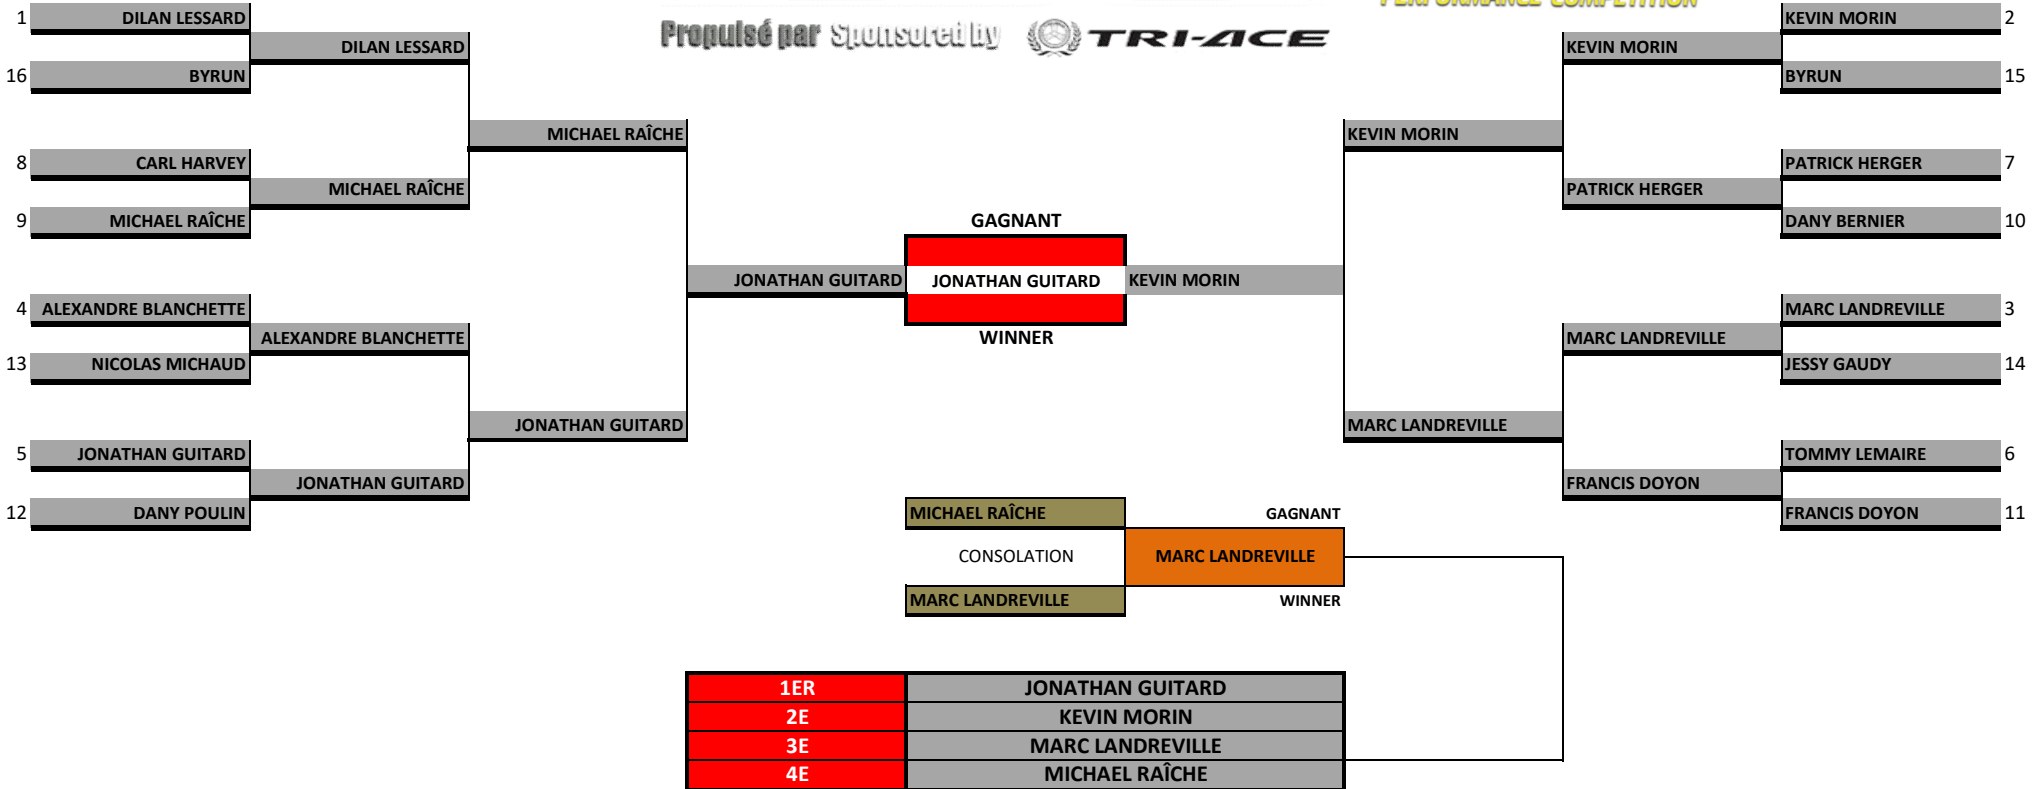 PERFORMANCE COMPETITION
Propulsé par Sponsored by TRI-ACE
1 DILAN LESSARD
DILAN LESSARD
16 BYRUN
MICHAEL RAÎCHE
8 CARL HARVEY
MICHAEL RAÎCHE
9 MICHAEL RAÎCHE
JONATHAN GUITARD
4 ALEXANDRE BLANCHETTE
ALEXANDRE BLANCHETTE
13 NICOLAS MICHAUD
JONATHAN GUITARD
5 JONATHAN GUITARD
JONATHAN GUITARD
12 DANY POULIN
GAGNANT
JONATHAN GUITARD
WINNER
KEVIN MORIN 2
KEVIN MORIN
BYRUN 15
KEVIN MORIN
PATRICK HERGER 7
PATRICK HERGER
DANY BERNIER 10
KEVIN MORIN
MARC LANDREVILLE 3
MARC LANDREVILLE
JESSY GAUDY 14
MARC LANDREVILLE
TOMMY LEMAIRE 6
FRANCIS DOYON
FRANCIS DOYON 11
MICHAEL RAÎCHE
GAGNANT
CONSOLATION
MARC LANDREVILLE
MARC LANDREVILLE
WINNER
1ER JONATHAN GUITARD
2E KEVIN MORIN
3E MARC LANDREVILLE
4E MICHAEL RAÎCHE